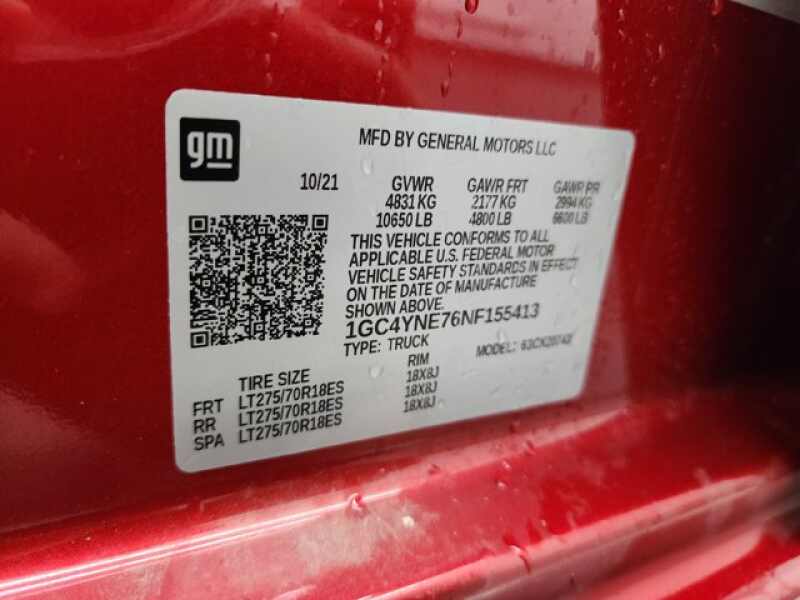 gm
MFD BY GENERAL MOTORS LLC
10/21 GVWR GAWR FRT GAWR RR
4831 KG 2177 KG 2994 KG
10650 LB 4800 LB 6600 LB
THIS VEHICLE CONFORMS TO ALL
APPLICABLE U.S. FEDERAL MOTOR
VEHICLE SAFETY STANDARDS IN EFFECT
ON THE DATE OF MANUFACTURE
SHOWN ABOVE.
1GC4YNE76NF155413
TYPE: TRUCK MODEL:
TIRE SIZE RIM
FRT LT275/70R18ES 18X8J
RR LT275/70R18ES 18X8J
SPA LT275/70R18ES 18X8J